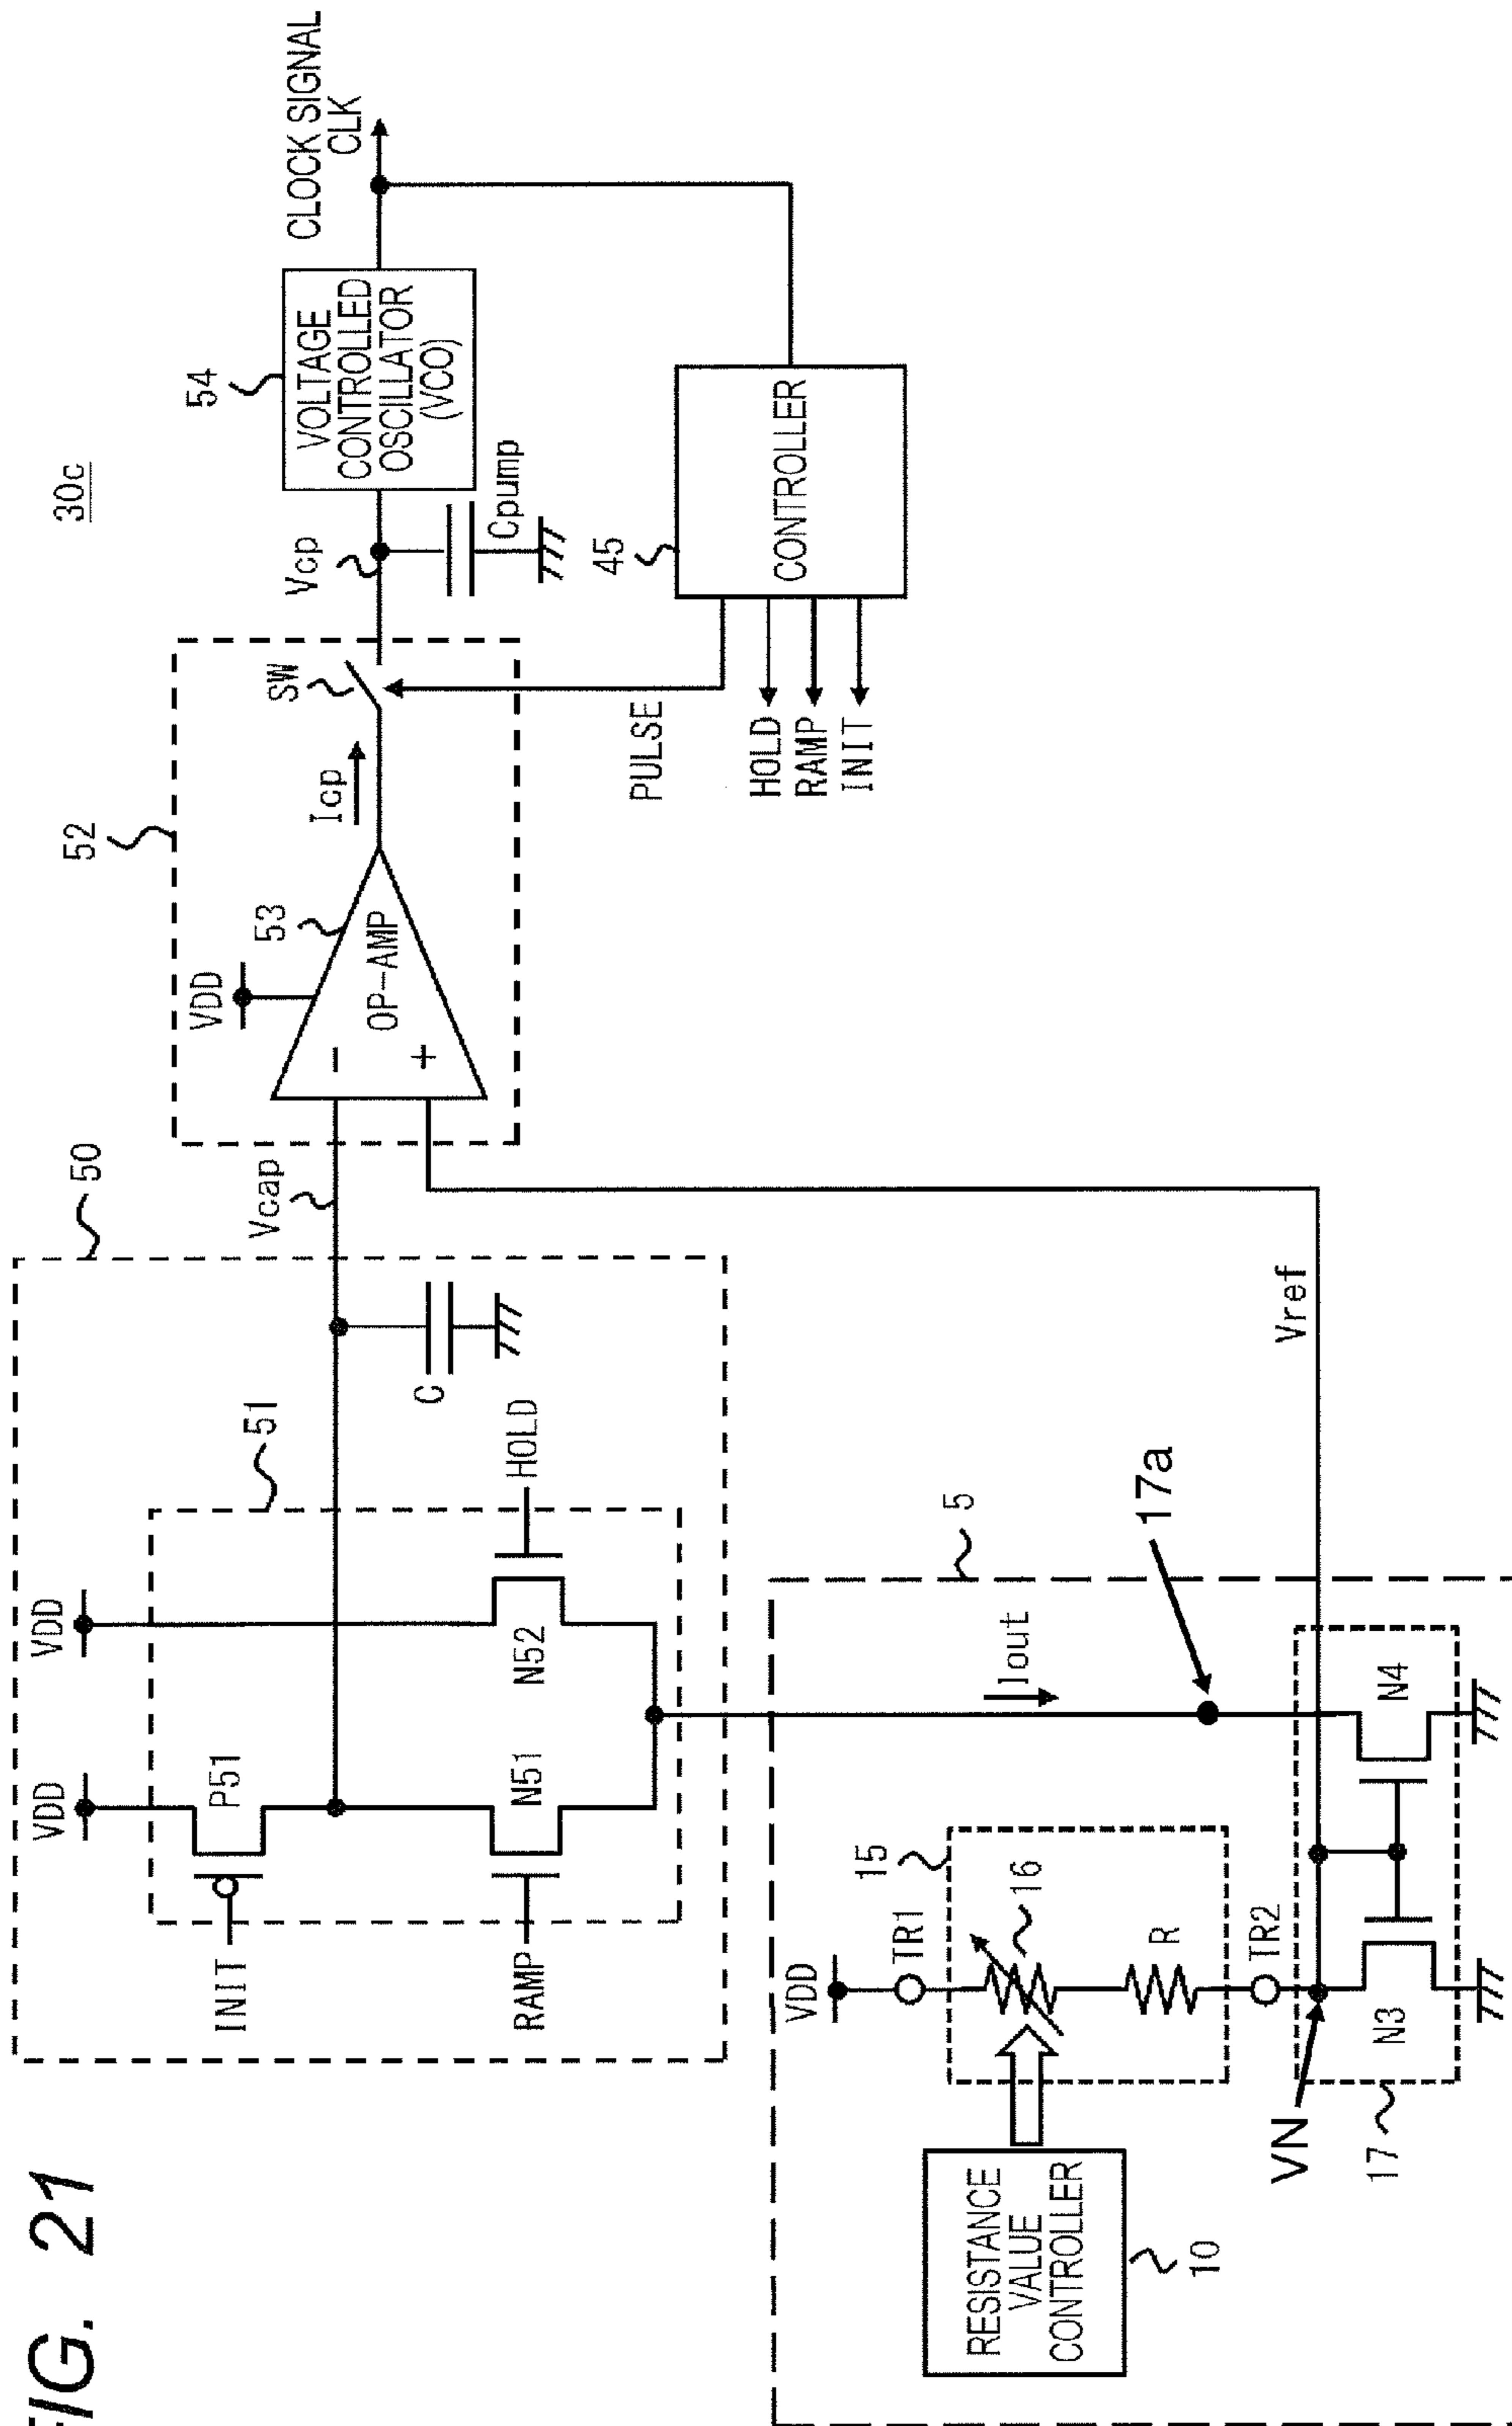 FIG. 21
30c
50
51
VDD
VDD
INIT
P51
RAMP
N51
N52
HOLD
C
Vcap
52
VDD
53
OP-AMP
−
+
Icp
SW
Vcp
Cpump
54
VOLTAGE
CONTROLLED
OSCILLATOR
(VCO)
CLOCK SIGNAL
CLK
45
CONTROLLER
PULSE
HOLD
RAMP
INIT
5
Iout
17a
Vref
RESISTANCE
VALUE
CONTROLLER
10
VDD
TR1
15
16
R
TR2
VN
17
N3
N4